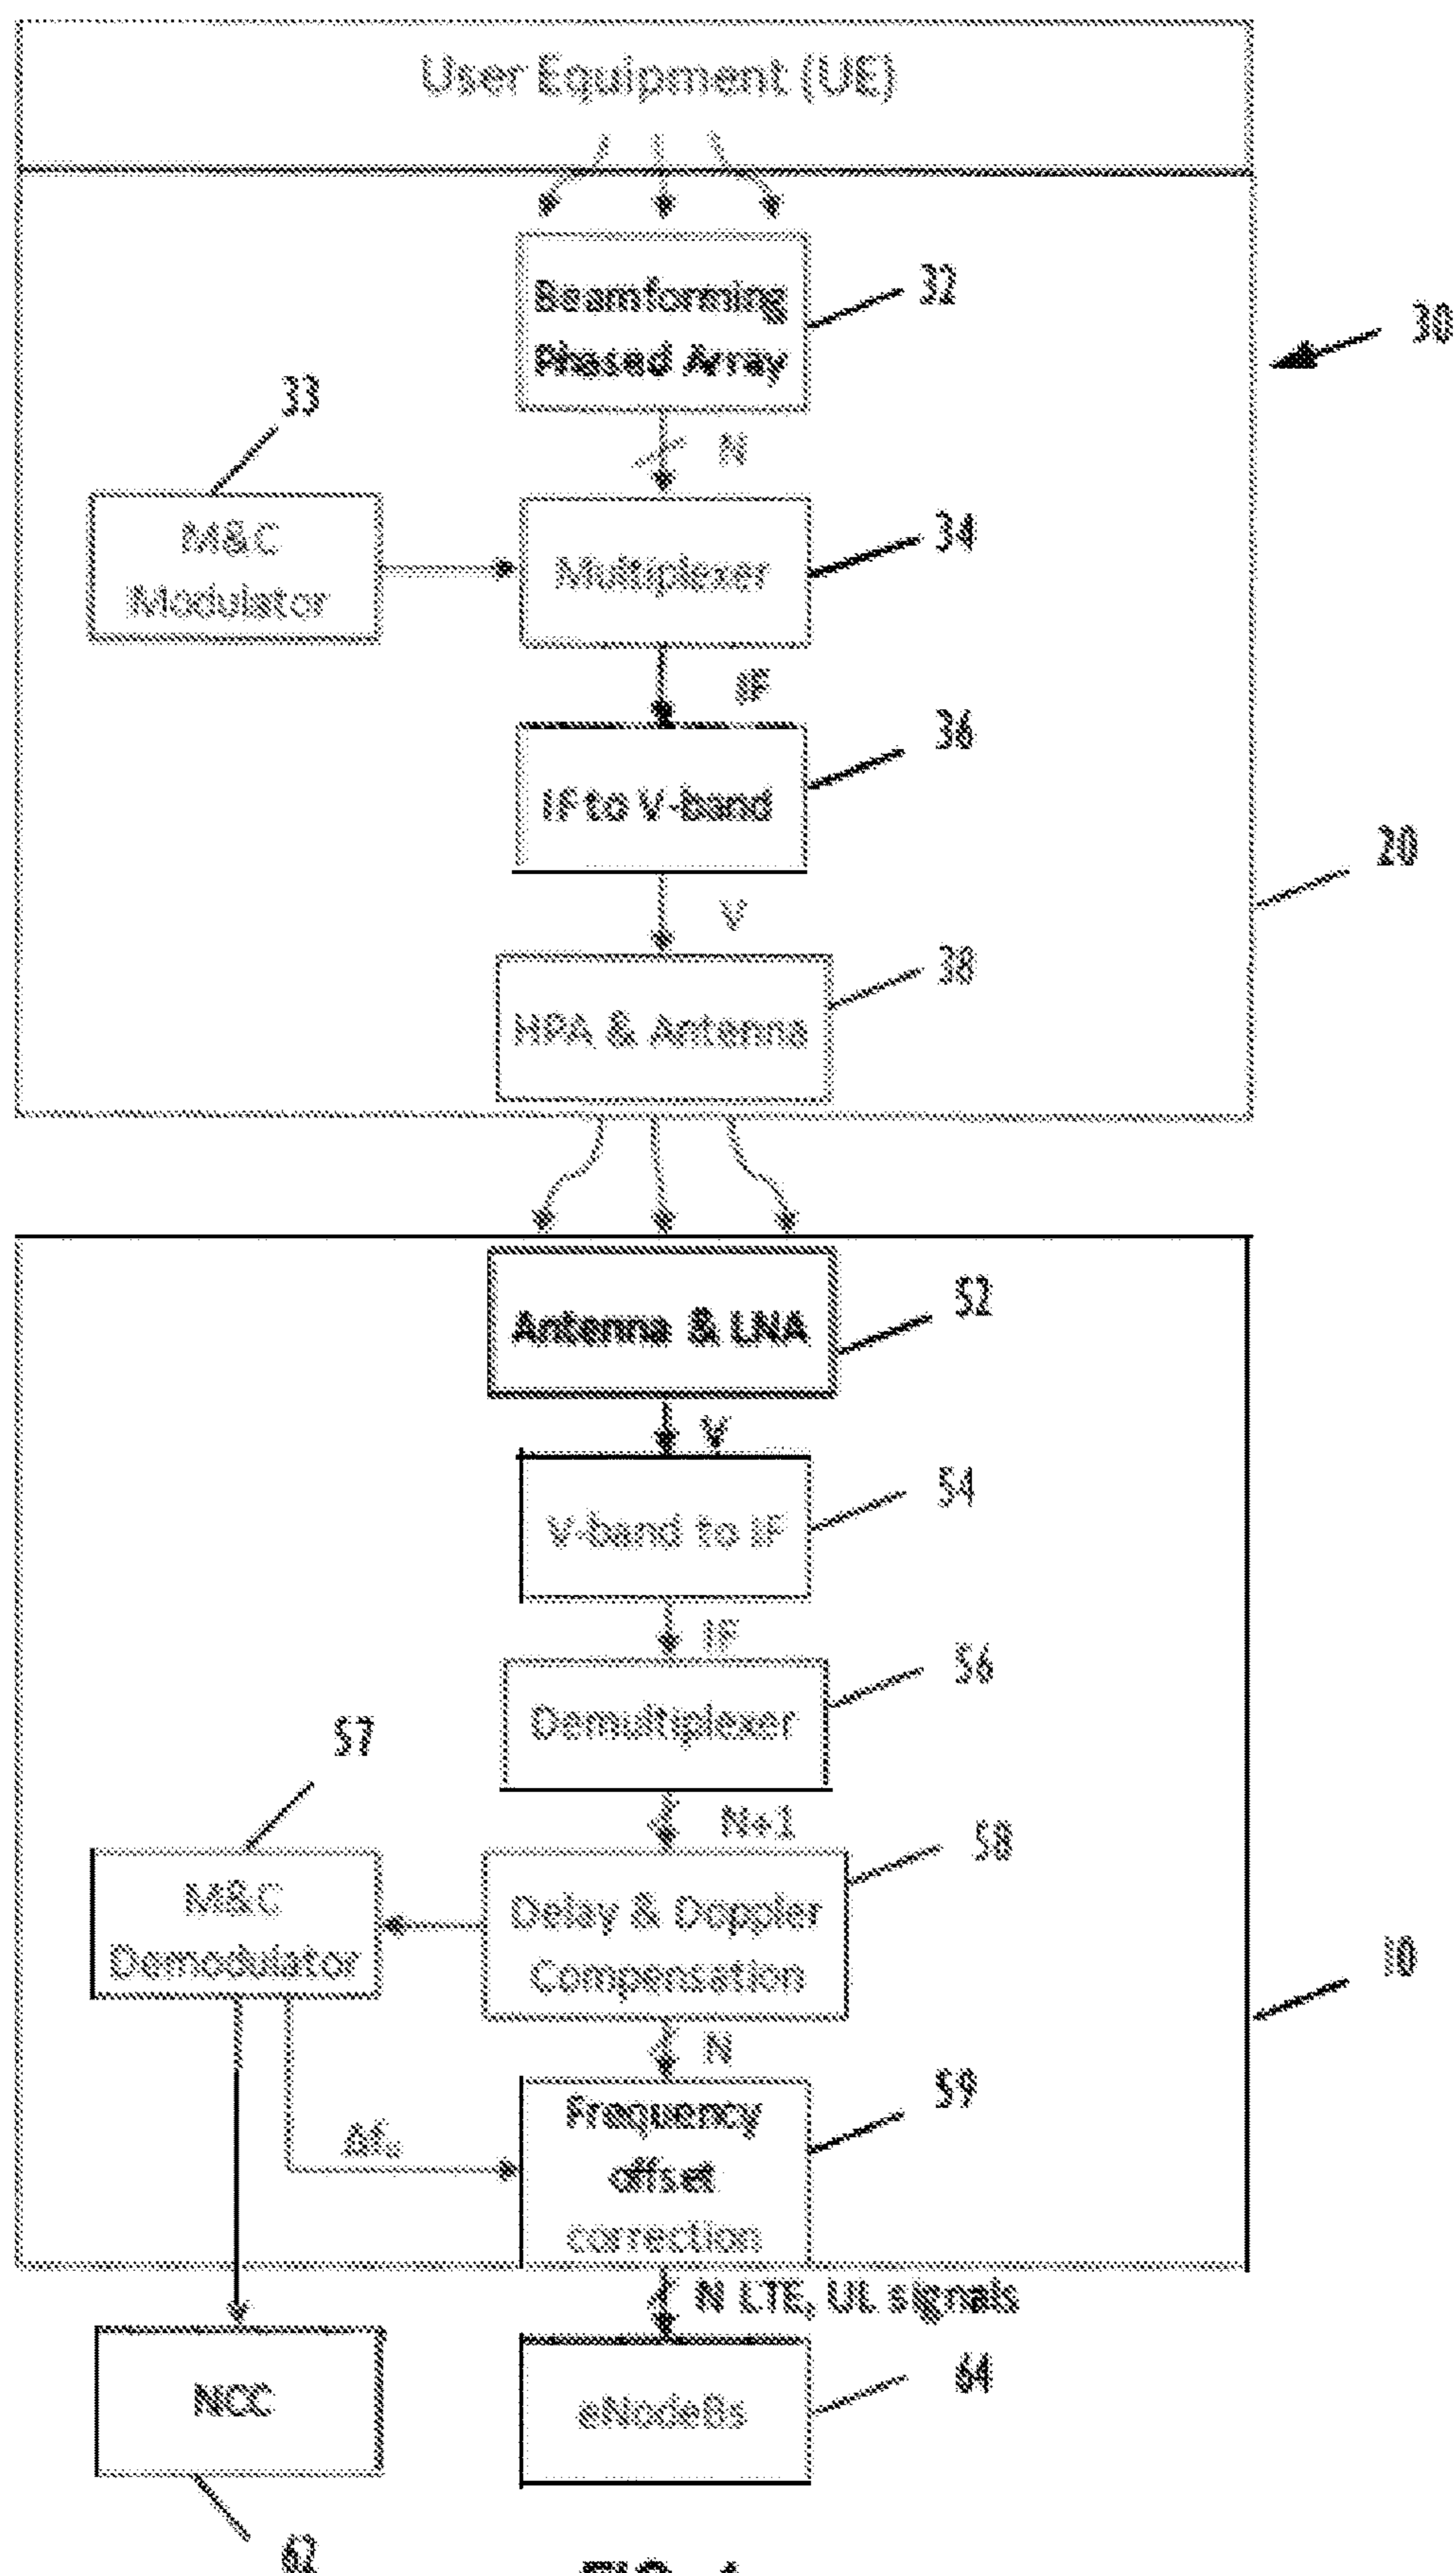 User Equipment (UE)
Beamforming
Phased Array
32
30
33
N
M&C
Modulator
Multiplexer
34
IF
36
IF to V-band
20
V
38
HPA & Antenna
Antenna & LNA
52
V
54
V-band to IF
IF
56
Demultiplexer
57
N+1
58
M&C
Demodulator
Delay & Doppler
Compensation
10
N
59
Frequency
offset
correction
Δfu
N LTE, UL signals
64
NCC
eNodeBs
62